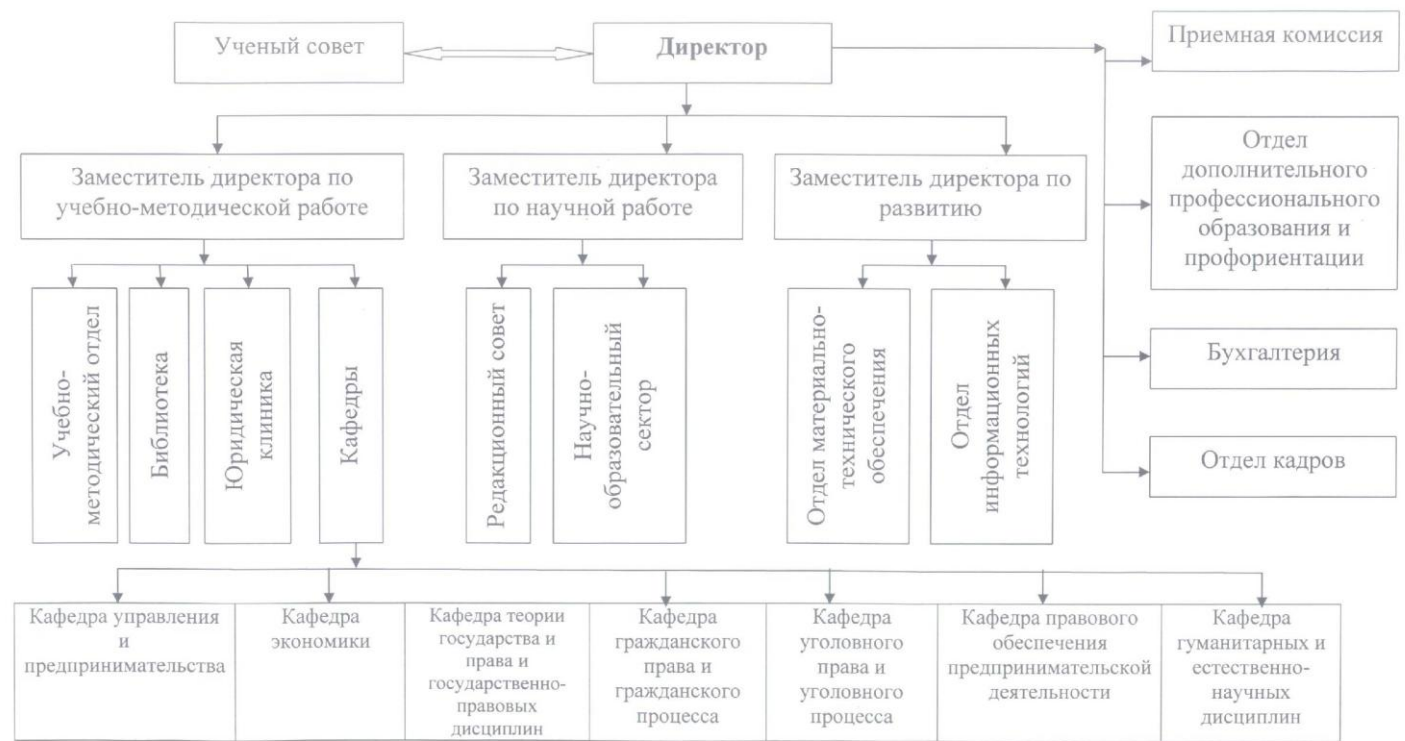 Ученый совет
Директор
Приемная комиссия
Отдел
дополнительного
профессионального
образования и
профориентации
Бухгалтерия
Отдел кадров
Заместитель директора по
учебно-методической работе
Заместитель директора
по научной работе
Заместитель директора по
развитию
Учебно-
методический отдел
Библиотека
Юридическая
клиника
Кафедры
Редакционный совет
Научно-
образовательный
сектор
Отдел материально-
технического
обеспечения
Отдел
информационных
технологий
Кафедра управления
и
предпринимательства
Кафедра
экономики
Кафедра теории
государства и
права и
государственно-
правовых
дисциплин
Кафедра
гражданского
права и
гражданского
процесса
Кафедра
уголовного
права и
уголовного
процесса
Кафедра правового
обеспечения
предпринимательской
деятельности
Кафедра
гуманитарных и
естественно-
научных
дисциплин